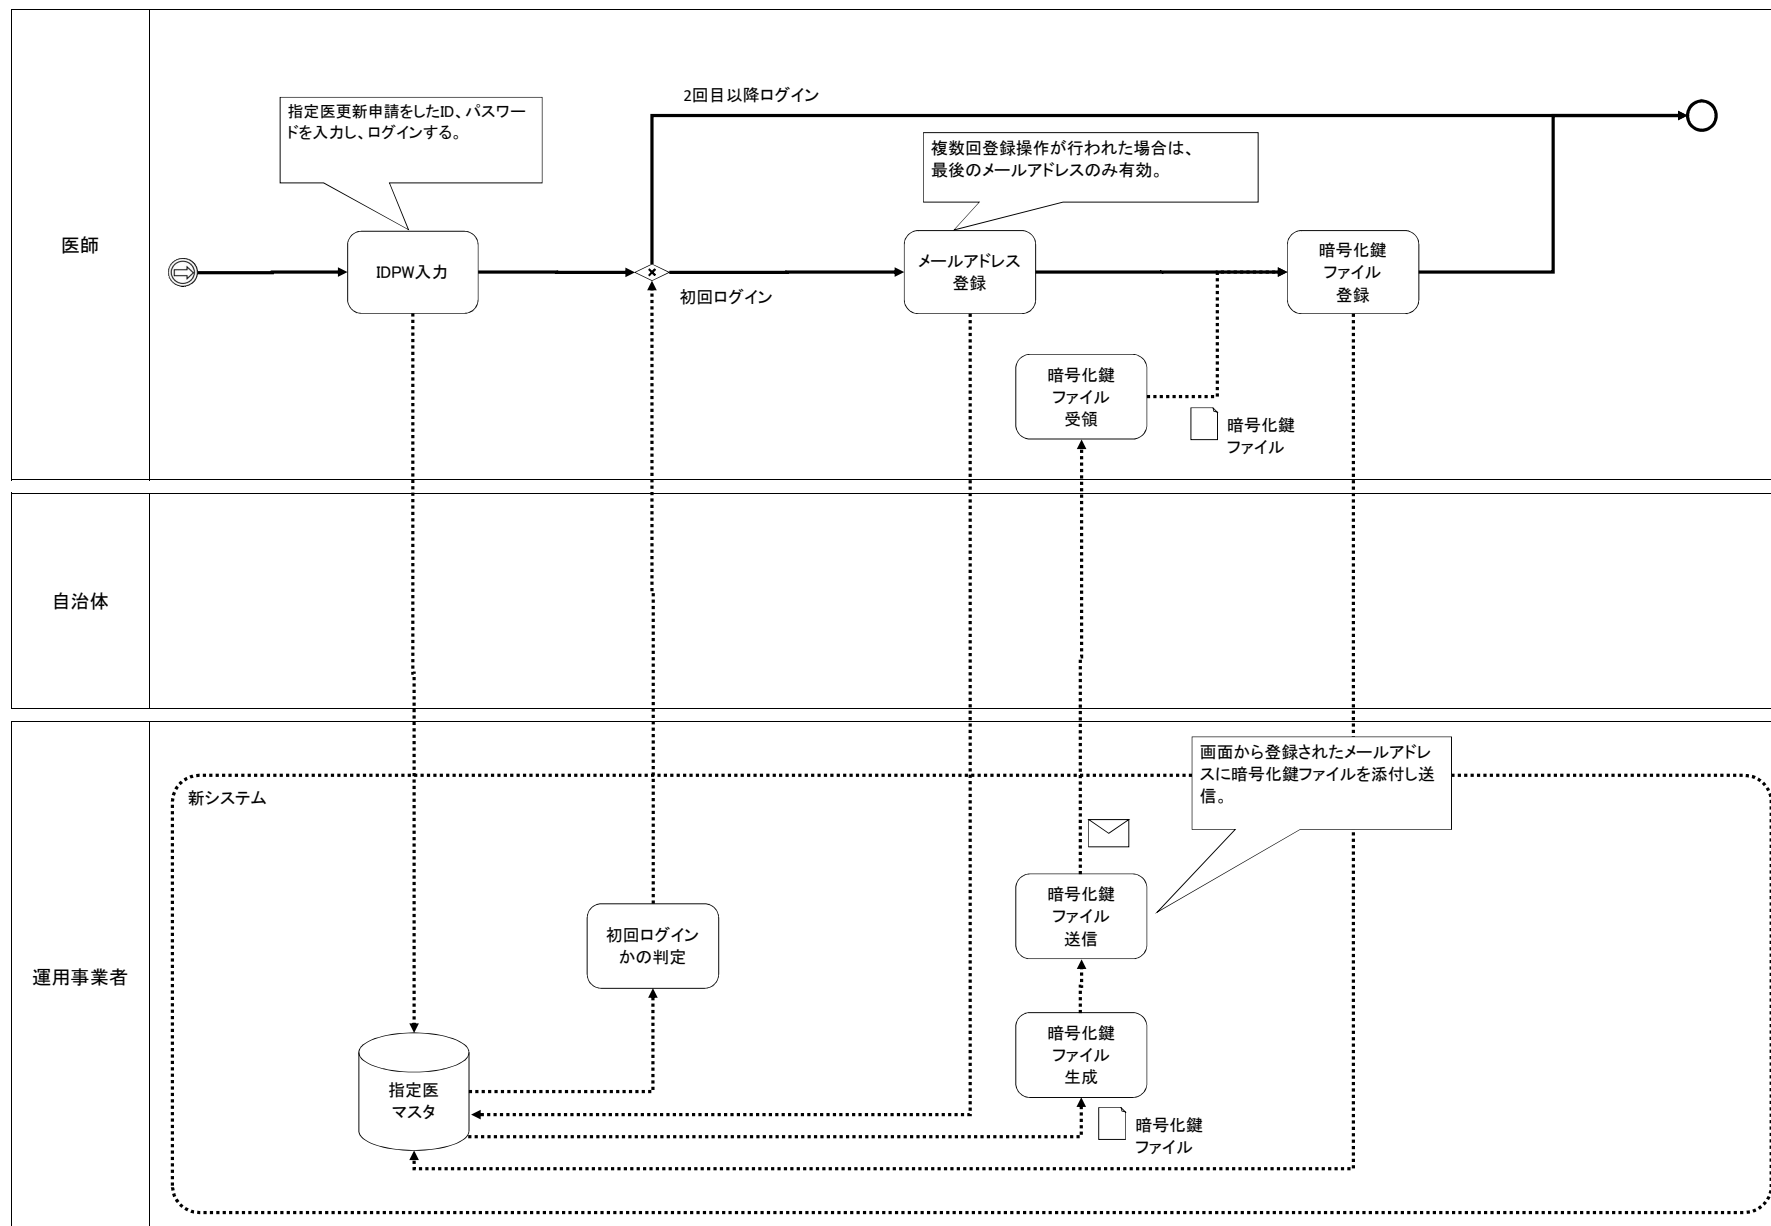 医師
2回目以降ログイン
指定医更新申請をしたID、パスワー
ドを入力し、ログインする。
複数回登録操作が行われた場合は、
最後のメールアドレスのみ有効。
IDPW入力
初回ログイン
メールアドレス
登録
暗号化鍵
ファイル
登録
暗号化鍵
ファイル
受領
暗号化鍵
ファイル
自治体
運用事業者
新システム
画面から登録されたメールアドレ
スに暗号化鍵ファイルを添付し送
信。
初回ログイン
かの判定
暗号化鍵
ファイル
送信
暗号化鍵
ファイル
生成
指定医
マスタ
暗号化鍵
ファイル